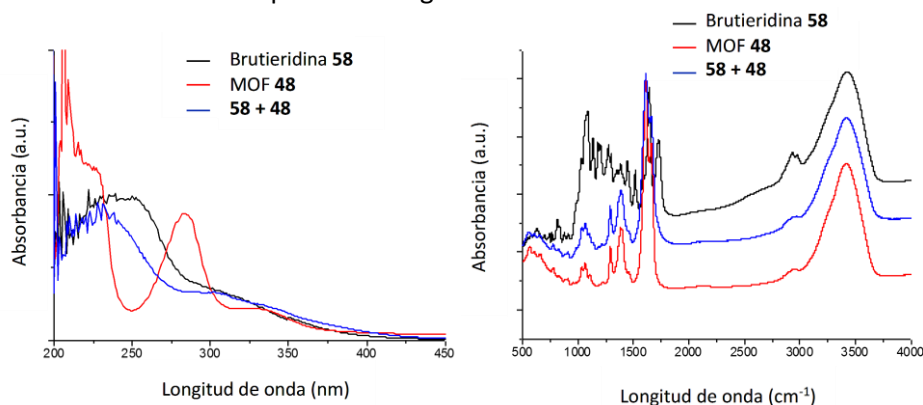 Brutieridina 58
MOF 48
58 + 48
Absorbancia (a.u.)
200 250 300 350 400 450
Longitud de onda (nm)
Brutieridina 58
MOF 48
58 + 48
Absorbancia (a.u.)
500 1000 1500 2000 2500 3000 3500 4000
Longitud de onda (cm⁻¹)